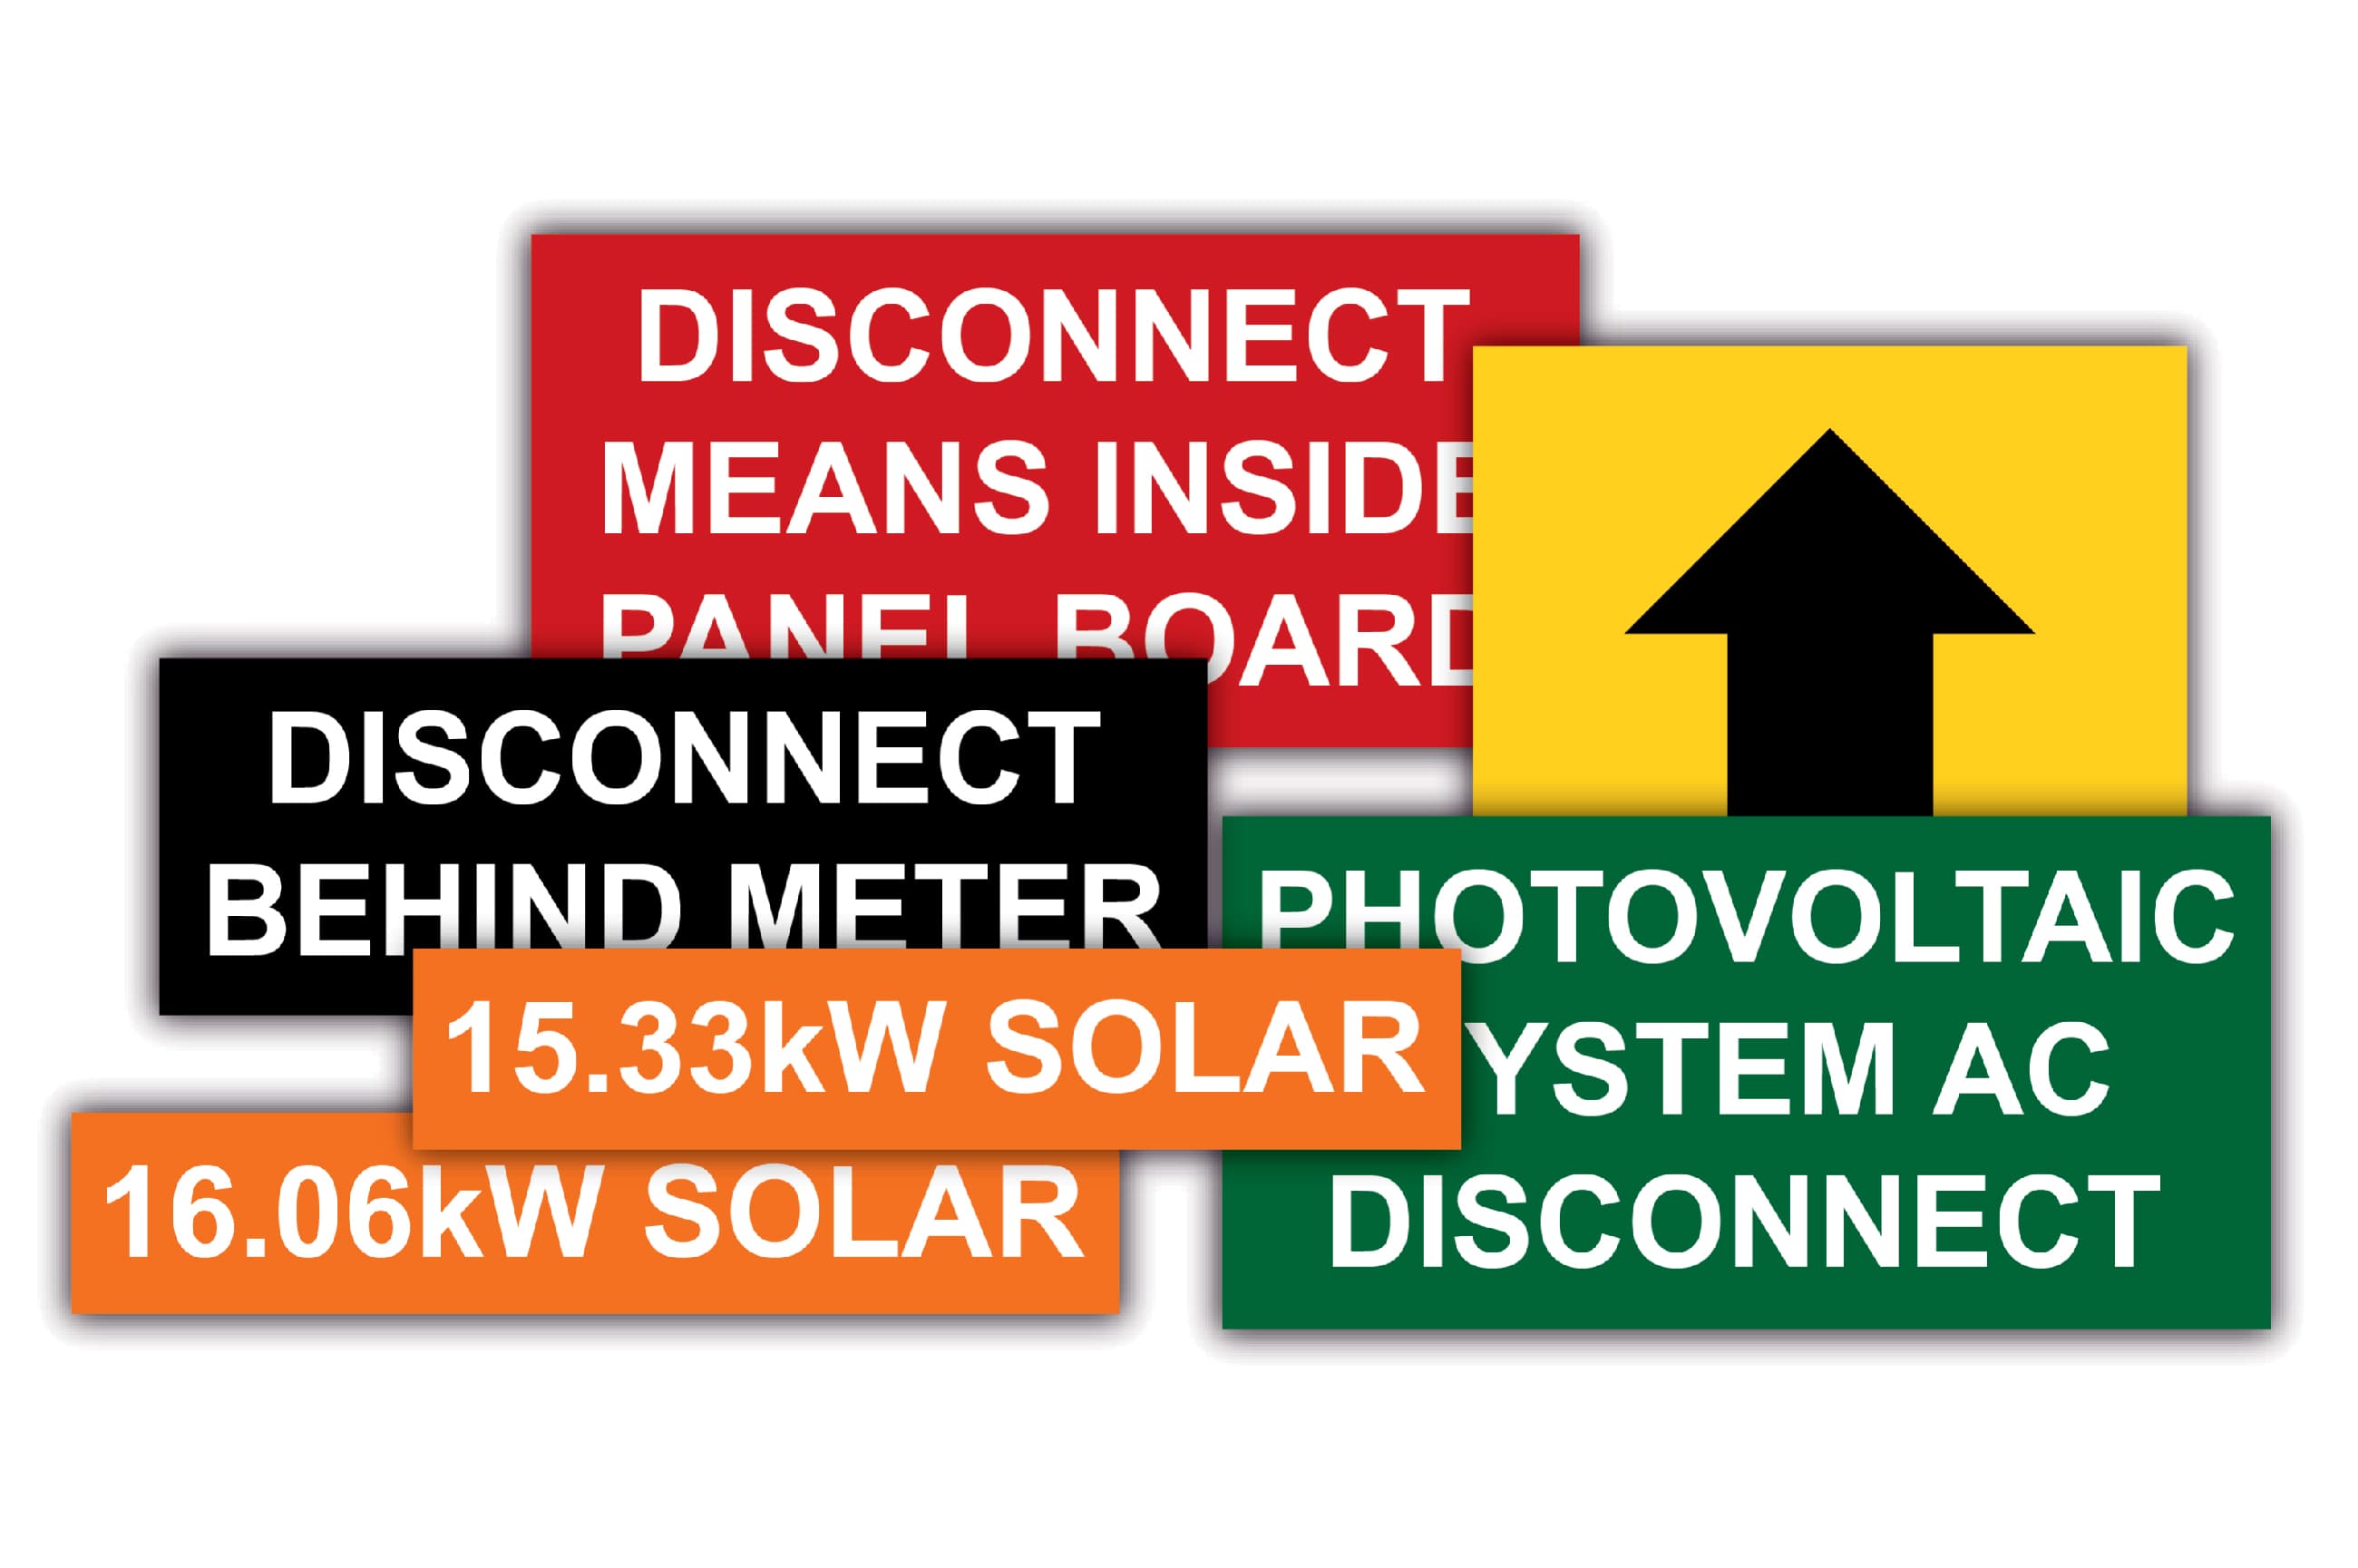 DISCONNECT
MEANS INSIDE
PANEL BOARD
DISCONNECT
BEHIND METER
15.33kW SOLAR
16.06kW SOLAR
PHOTOVOLTAIC
YSTEM AC
DISCONNECT